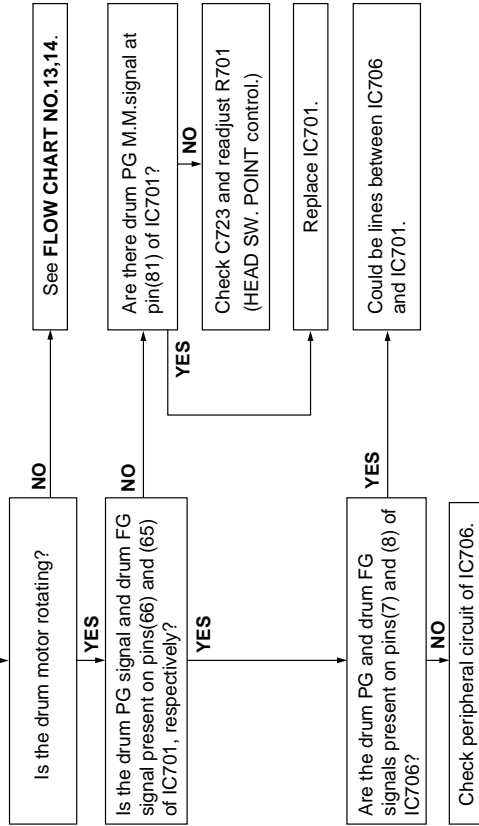 Is the drum motor rotating?
NO
See FLOW CHART NO.13,14.
YES
Is the drum PG signal and drum FG
signal present on pins(66) and (65)
of IC701, respectively?
NO
Are there drum PG M.M.signal at
pin(81) of IC701?
NO
Check C723 and readjust R701
(HEAD SW. POINT control.)
YES
Replace IC701.
YES
Are the drum PG and drum FG
signals present on pins(7) and (8) of
IC706?
YES
Could be lines between IC706
and IC701.
NO
Check peripheral circuit of IC706.